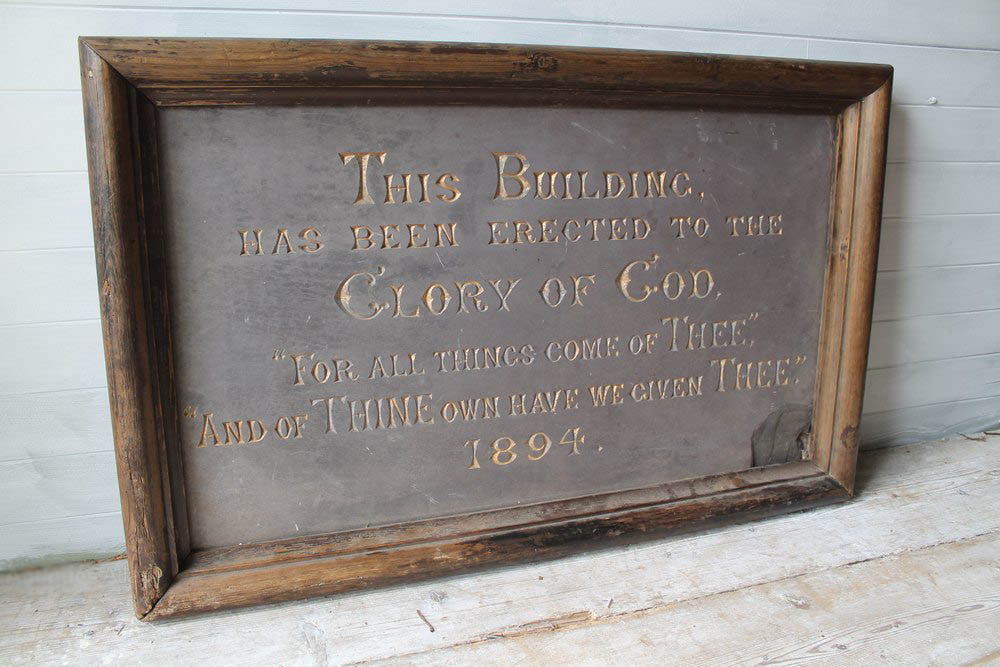 This Building,
has been erected to the
Glory of God,
"For all things come of Thee,"
"And of Thine own have we given Thee."
1894.